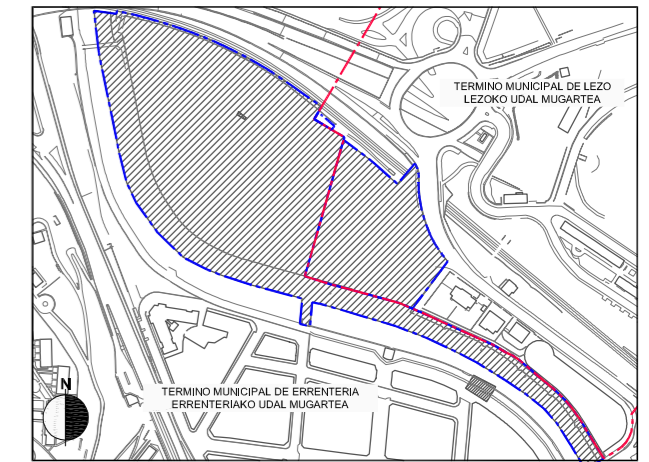 TERMINO MUNICIPAL DE LEZO
LEZOKO UDAL MUGARTEA
N
TERMINO MUNICIPAL DE ERRENTERIA
ERRENTERIAKO UDAL MUGARTEA